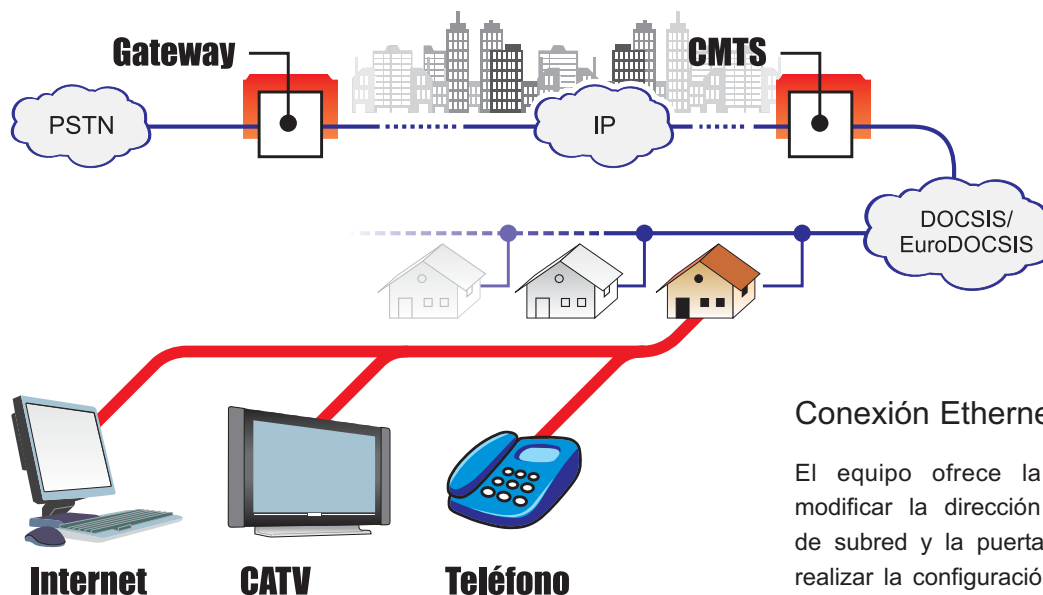 Gateway
CMTS
PSTN
IP
DOCSIS/
EuroDOCSIS
Internet
CATV
Teléfono
Conexión Etherne
El equipo ofrece la
modificar la dirección
de subred y la puerta
realizar la configuració